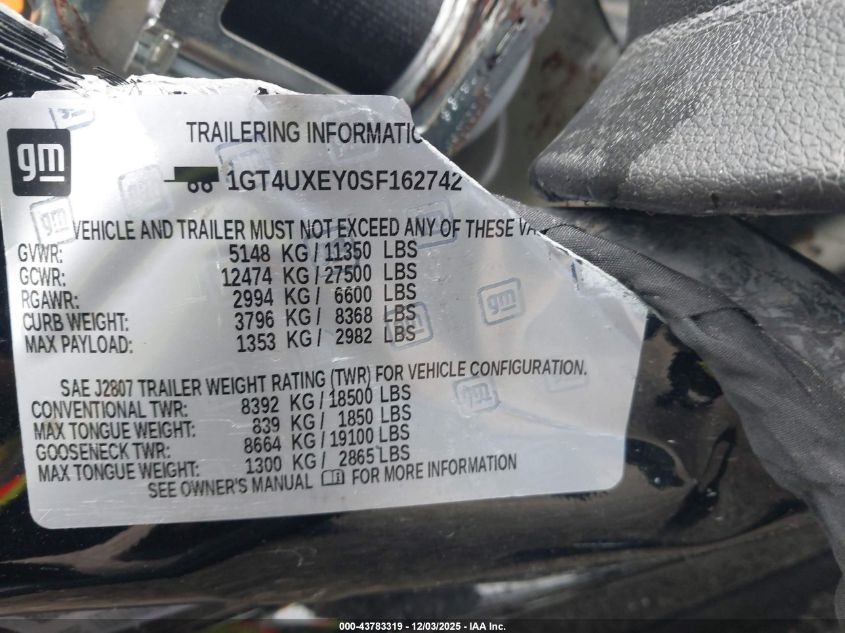 TRAILERING INFORMATIO
gm
1GT4UXEY0SF162742
VEHICLE AND TRAILER MUST NOT EXCEED ANY OF THESE VA
GVWR: 5148 KG / 11350 LBS
GCWR: 12474 KG / 27500 LBS
RGAWR: 2994 KG / 6600 LBS
CURB WEIGHT: 3796 KG / 8368 LBS
MAX PAYLOAD: 1353 KG / 2982 LBS
gm
SAE J2807 TRAILER WEIGHT RATING (TWR) FOR VEHICLE CONFIGURATION.
CONVENTIONAL TWR: 8392 KG / 18500 LBS
MAX TONGUE WEIGHT: 839 KG / 1850 LBS
GOOSENECK TWR: 8664 KG / 19100 LBS
MAX TONGUE WEIGHT: 1300 KG / 2865 LBS
SEE OWNER'S MANUAL FOR MORE INFORMATION
000-43783319 - 12/03/2025 - IAA Inc.